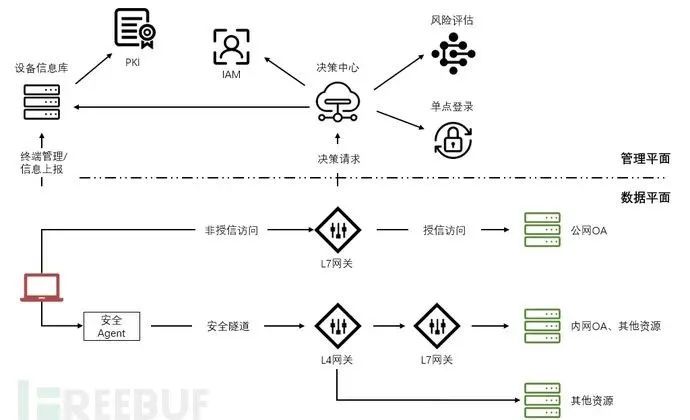 风险评估
设备信息库
PKI
IAM
决策中心
单点登录
终端管理/
信息上报
决策请求
管理平面
数据平面
非授信访问
授信访问
公网OA
L7网关
安全
Agent
安全隧道
内网OA、其他资源
L4网关
L7网关
其他资源
FREEBUF